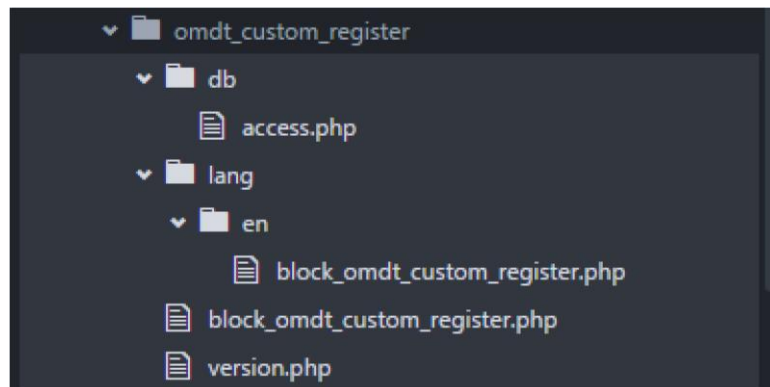 omdt_custom_register
db
access.php
lang
en
block_omdt_custom_register.php
block_omdt_custom_register.php
version.php